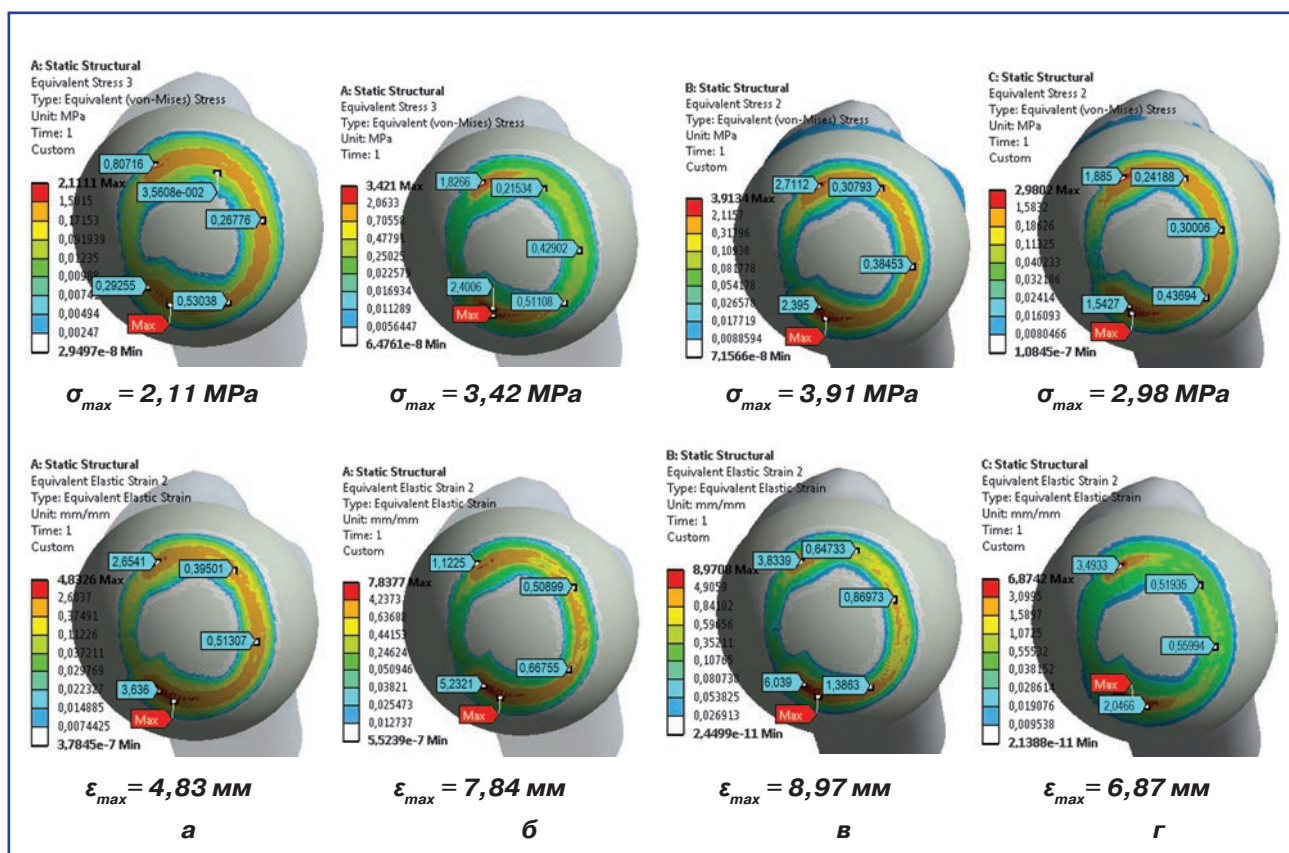 A: Static Structural
Equivalent Stress 3
Type: Equivalent (von-Mises) Stress
Unit: MPa
Time: 1
Custom
0,80716
3,5608e-002
0,26776
0,29255
0,53038
Max
2,1111 Max
1,5015
0,17153
0,091939
0,01235
0,00988
0,00494
0,00247
2,9497e-8 Min
σmax = 2,11 MPa
A: Static Structural
Equivalent Stress 3
Type: Equivalent (von-Mises) Stress
Unit: MPa
Time: 1
1,8266
0,21534
0,42902
2,4006
0,51108
Max
3,421 Max
2,0633
0,70558
0,47791
0,25025
0,022579
0,016934
0,011289
0,0056447
6,4761e-8 Min
σmax = 3,42 MPa
B: Static Structural
Equivalent Stress 2
Type: Equivalent (von-Mises) Stress
Unit: MPa
Time: 1
Custom
2,7112
0,30793
0,38453
2,395
Max
3,9134 Max
2,1157
0,31796
0,10938
0,081778
0,054178
0,026578
0,017719
0,0088594
7,1566e-8 Min
σmax = 3,91 MPa
C: Static Structural
Equivalent Stress 2
Type: Equivalent (von-Mises) Stress
Unit: MPa
Time: 1
Custom
1,885
0,24188
0,30006
0,43694
1,5427
Max
2,9802 Max
1,5832
0,18626
0,11325
0,040233
0,032186
0,02414
0,016093
0,0080466
1,0845e-7 Min
σmax = 2,98 MPa
A: Static Structural
Equivalent Elastic Strain 2
Type: Equivalent Elastic Strain
Unit: mm/mm
Time: 1
Custom
2,6541
0,39501
0,51307
3,636
Max
4,8326 Max
2,6037
0,37491
0,11226
0,037211
0,029769
0,022327
0,014885
0,0074425
3,7845e-7 Min
εmax = 4,83 мм
а
A: Static Structural
Equivalent Elastic Strain 2
Type: Equivalent Elastic Strain
Unit: mm/mm
Time: 1
Custom
1,1225
0,50899
0,66755
5,2321
Max
7,8377 Max
4,2373
0,63682
0,44153
0,24624
0,050946
0,03821
0,025473
0,012737
5,5239e-7 Min
εmax = 7,84 мм
б
B: Static Structural
Equivalent Elastic Strain 2
Type: Equivalent Elastic Strain
Unit: mm/mm
Time: 1
Custom
3,8339
0,64733
0,86973
6,039
1,3863
Max
8,9708 Max
4,9059
0,84102
0,59656
0,35211
0,10765
0,080738
0,053825
0,026913
2,4499e-11 Min
εmax = 8,97 мм
в
C: Static Structural
Equivalent Elastic Strain 2
Type: Equivalent Elastic Strain
Unit: mm/mm
Time: 1
Custom
3,4933
0,51935
0,55994
Max
2,0466
6,8742 Max
3,0995
1,5897
1,0725
0,55532
0,038152
0,028614
0,019076
0,009538
2,1388e-11 Min
εmax = 6,87 мм
г